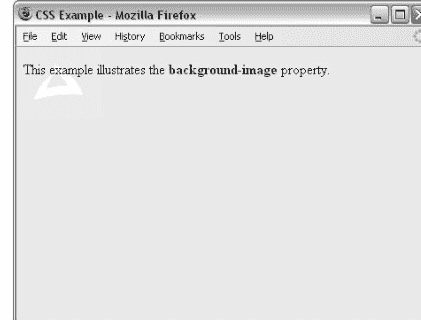 CSS Example - Mozilla Firefox
File Edit View History Bookmarks Tools Help
This example illustrates the background-image property.